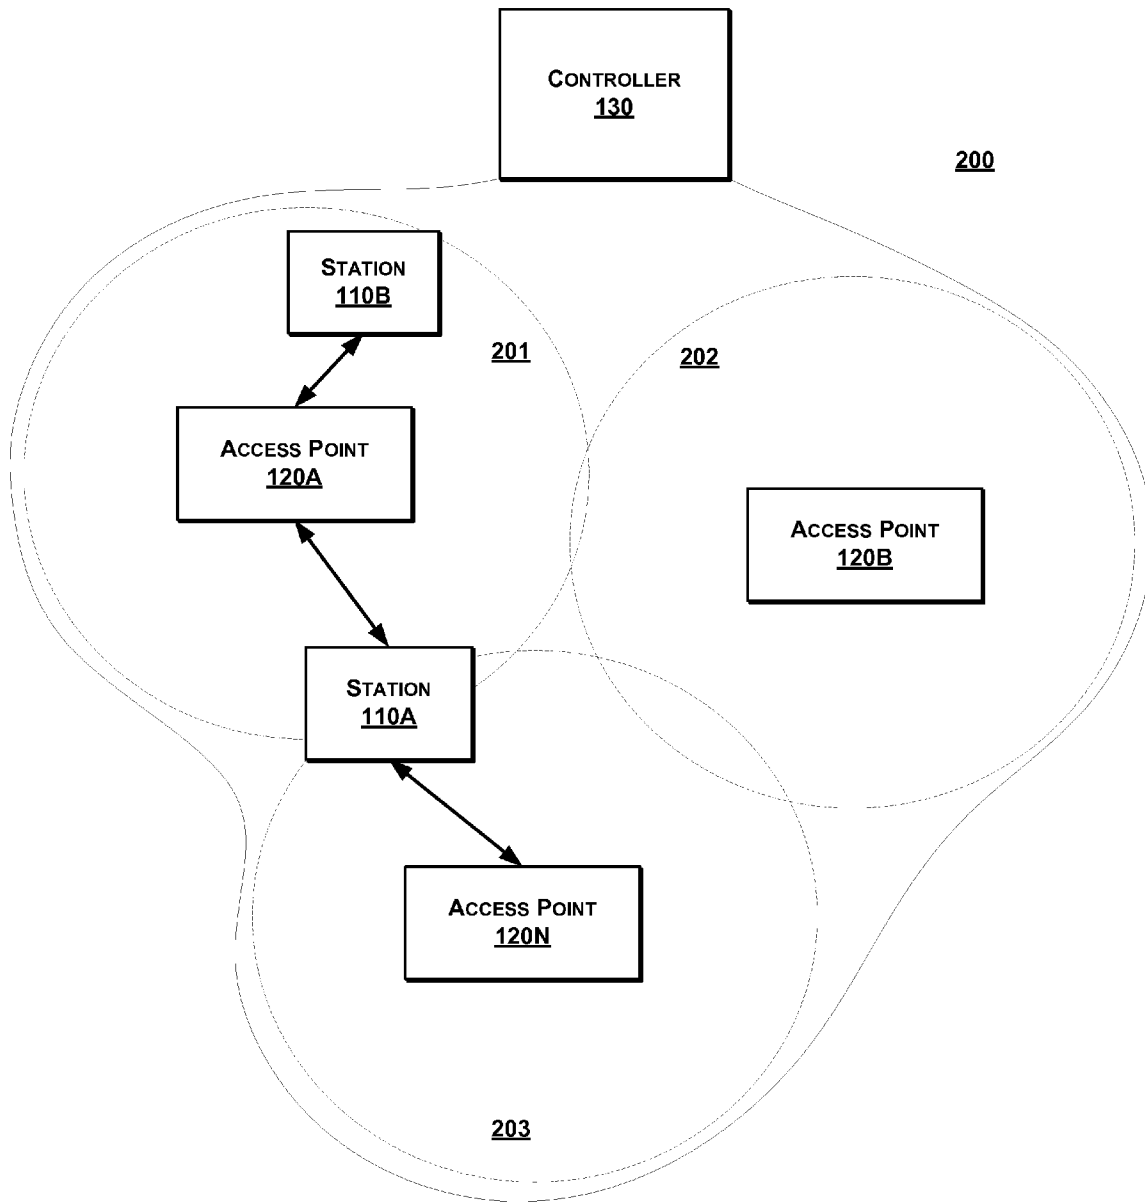 CONTROLLER
130
200
STATION
110B
201
202
ACCESS POINT
120A
ACCESS POINT
120B
STATION
110A
ACCESS POINT
120N
203